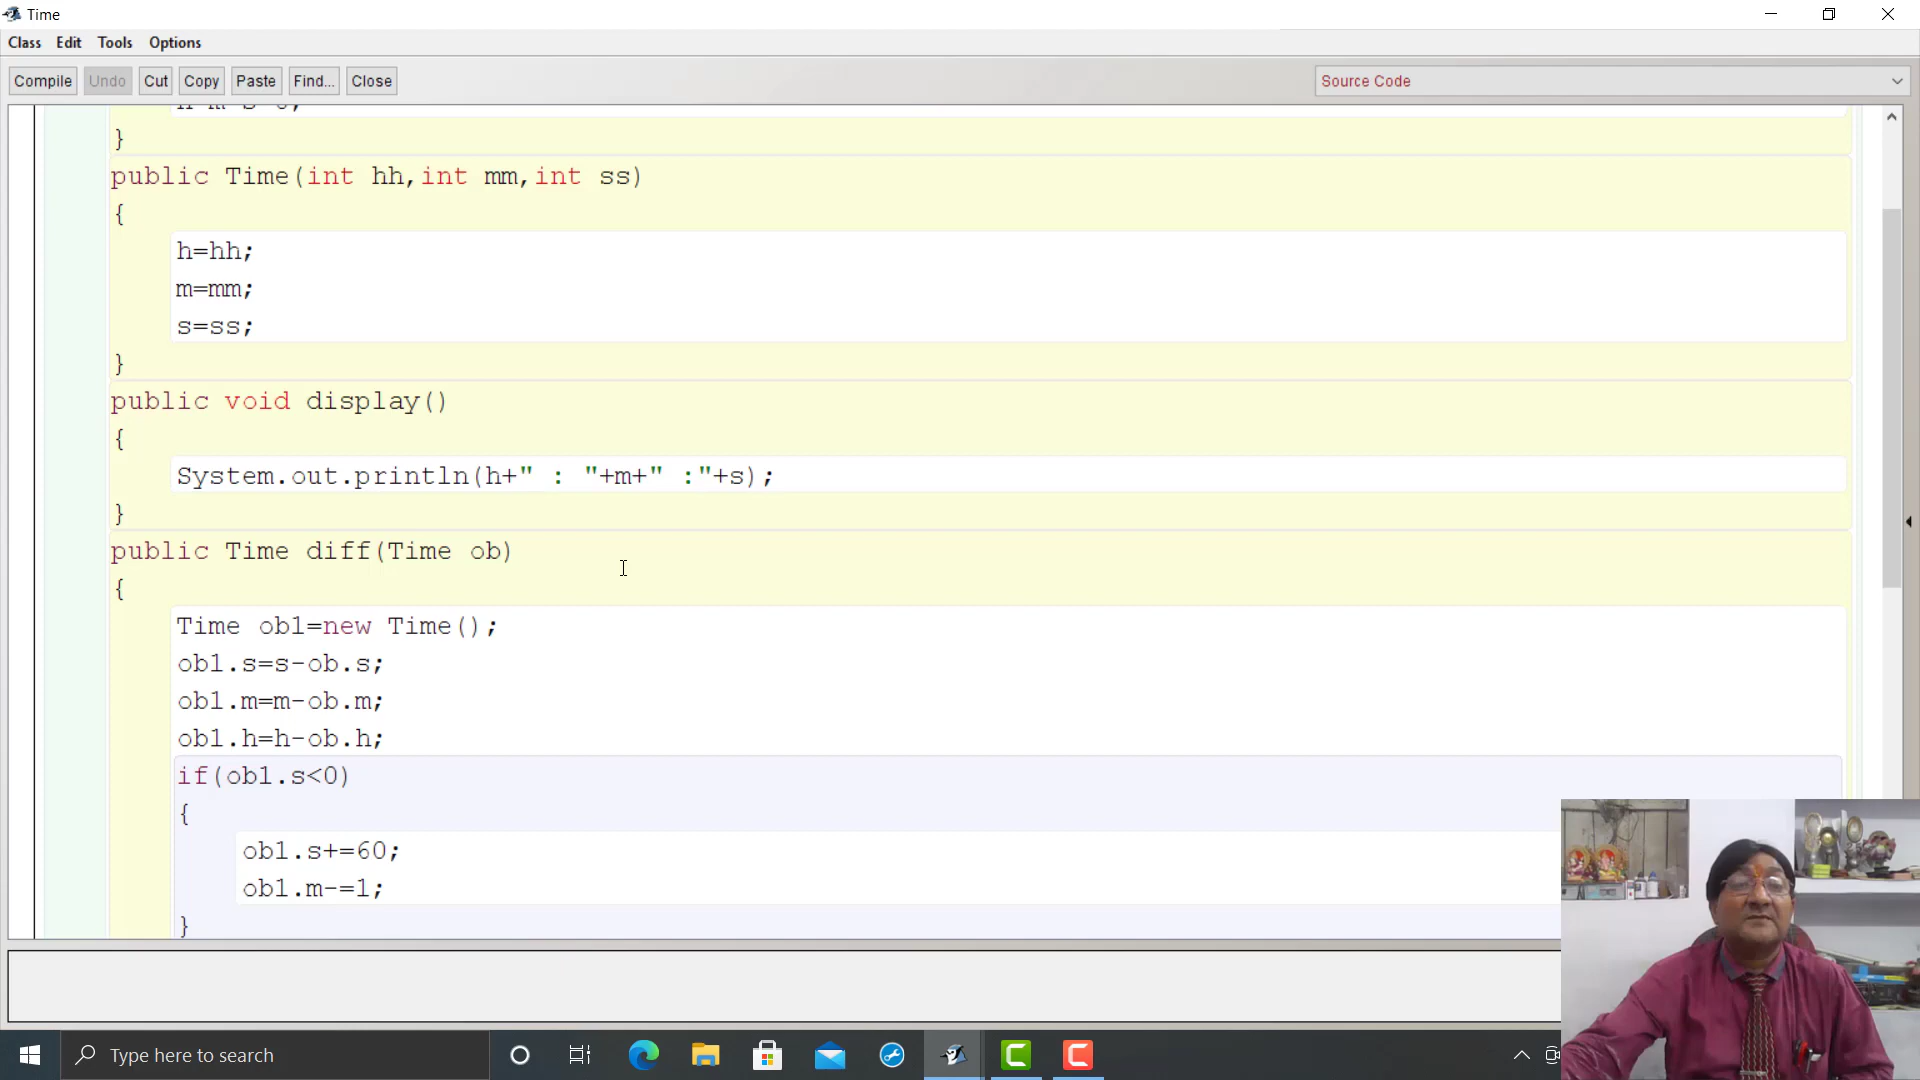 Time
Class Edit Tools Options
Compile Undo Cut Copy Paste Find... Close Source Code
}
public Time(int hh,int mm,int ss)
{
h=hh;
m=mm;
s=ss;
}
public void display()
{
System.out.println(h+" : "+m+" :"+s);
}
public Time diff(Time ob)
{
Time ob1=new Time();
ob1.s=s-ob.s;
ob1.m=m-ob.m;
ob1.h=h-ob.h;
if(ob1.s<0)
{
ob1.s+=60;
ob1.m-=1;
}
Type here to search